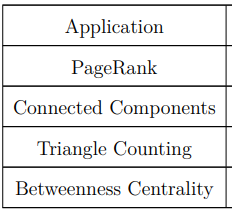 Application
PageRank
Connected Components
Triangle Counting
Betweenness Centrality